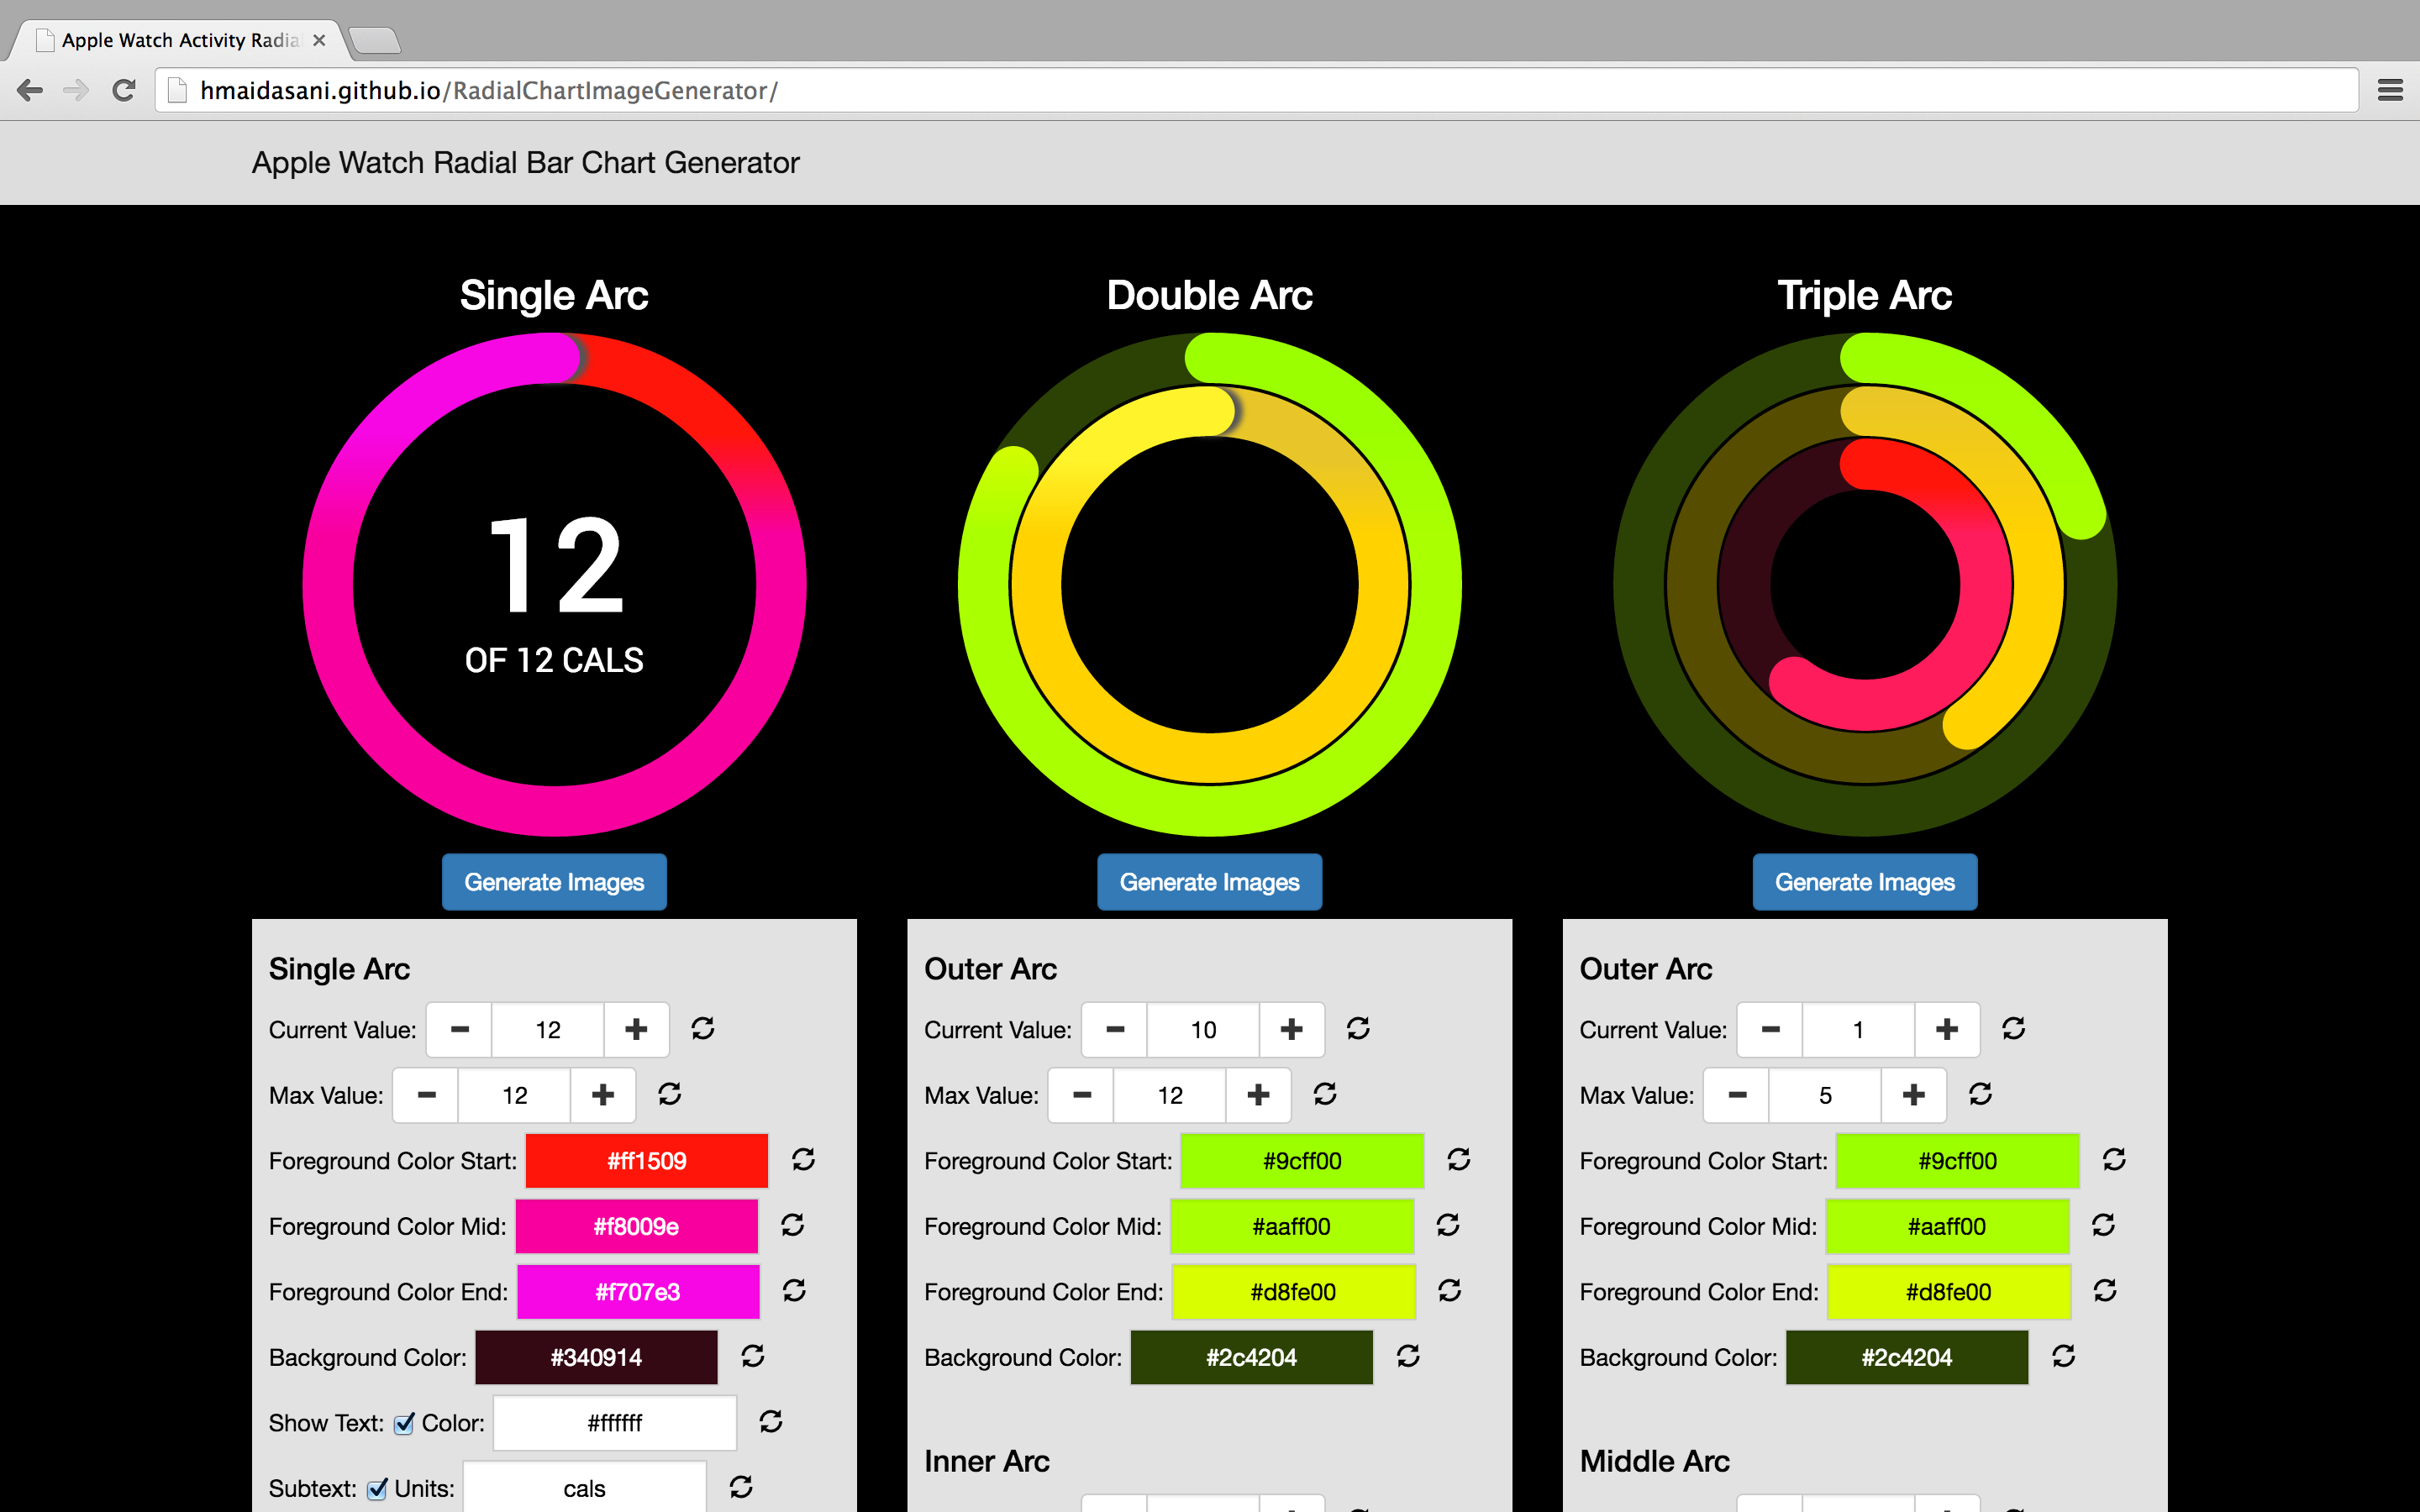 Apple Watch Activity Radia
hmaidasani.github.io/RadialChartImageGenerator/
Apple Watch Radial Bar Chart Generator
Single Arc
12
OF 12 CALS
Generate Images
Single Arc
Current Value: 12
Max Value: 12
Foreground Color Start: #ff1509
Foreground Color Mid: #f8009e
Foreground Color End: #f707e3
Background Color: #340914
Show Text: Color: #ffffff
Subtext: Units: cals
Double Arc
Generate Images
Outer Arc
Current Value: 10
Max Value: 12
Foreground Color Start: #9cff00
Foreground Color Mid: #aaff00
Foreground Color End: #d8fe00
Background Color: #2c4204
Inner Arc
Triple Arc
Generate Images
Outer Arc
Current Value: 1
Max Value: 5
Foreground Color Start: #9cff00
Foreground Color Mid: #aaff00
Foreground Color End: #d8fe00
Background Color: #2c4204
Middle Arc